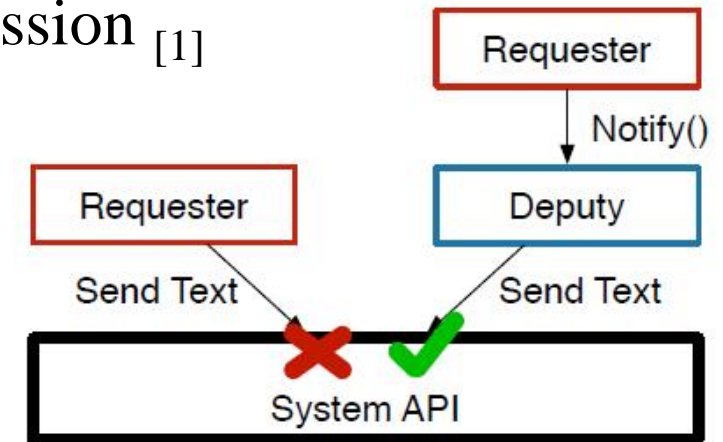 ssion [1]
Requester
Notify()
Requester
Deputy
Send Text
Send Text
System API